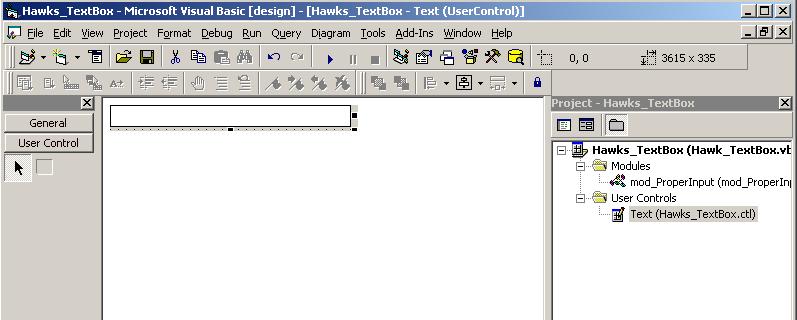 Hawks_TextBox - Microsoft Visual Basic [design] - [Hawks_TextBox - Text (UserControl)]
File Edit View Project Format Debug Run Query Diagram Tools Add-Ins Window Help
0, 0 3615 x 335
Project - Hawks_TextBox
General
User Control
Hawks_TextBox (Hawk_TextBox.vb
Modules
mod_ProperInput (mod_ProperIn
User Controls
Text (Hawks_TextBox.ctl)